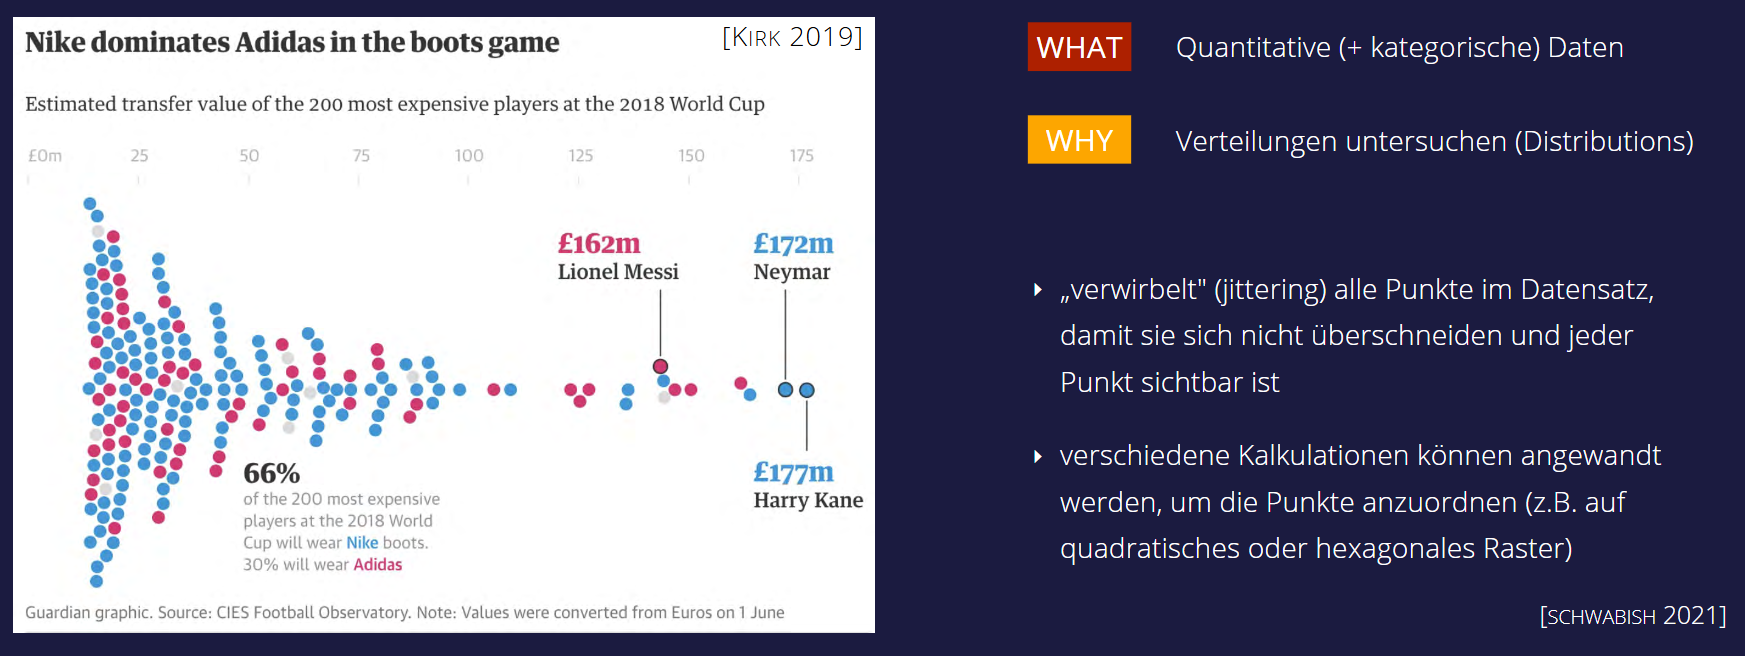 Nike dominates Adidas in the boots game
[KIRK 2019]
Estimated transfer value of the 200 most expensive players at the 2018 World Cup
£0m 25 50 75 100 125 150 175
£162m
Lionel Messi
£172m
Neymar
£177m
Harry Kane
66%
of the 200 most expensive
players at the 2018 World
Cup will wear Nike boots.
30% will wear Adidas
Guardian graphic. Source: CIES Football Observatory. Note: Values were converted from Euros on 1 June
WHAT Quantitative (+ kategorische) Daten
WHY Verteilungen untersuchen (Distributions)
„verwirbelt" (jittering) alle Punkte im Datensatz,
damit sie sich nicht überschneiden und jeder
Punkt sichtbar ist
verschiedene Kalkulationen können angewandt
werden, um die Punkte anzuordnen (z.B. auf
quadratisches oder hexagonales Raster)
[SCHWABISH 2021]